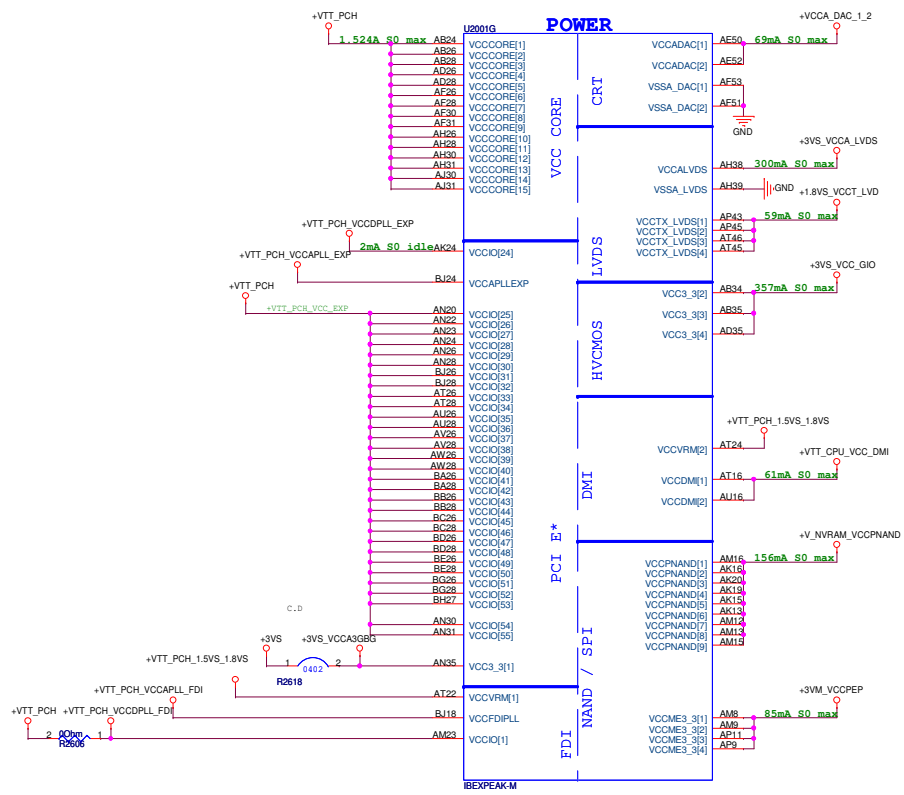 POWER
U2001G
+VTT_PCH
1.524A S0 max
AB24 VCCCORE[1]
AB26 VCCCORE[2]
AB28 VCCCORE[3]
AD26 VCCCORE[4]
AD28 VCCCORE[5]
AF26 VCCCORE[6]
AF28 VCCCORE[7]
AF30 VCCCORE[8]
AF31 VCCCORE[9]
AH26 VCCCORE[10]
AH28 VCCCORE[11]
AH30 VCCCORE[12]
AH31 VCCCORE[13]
AJ30 VCCCORE[14]
AJ31 VCCCORE[15]
VCC CORE
+VTT_PCH_VCCDPLL_EXP
2mA S0 idle
AK24 VCCIO[24]
+VTT_PCH_VCCAPLL_EXP
BJ24 VCCAPLLEXP
+VTT_PCH
+VTT_PCH_VCC_EXP
AN20 VCCIO[25]
AN22 VCCIO[26]
AN23 VCCIO[27]
AN24 VCCIO[28]
AN26 VCCIO[29]
AN28 VCCIO[30]
BJ26 VCCIO[31]
BJ28 VCCIO[32]
AT26 VCCIO[33]
AT28 VCCIO[34]
AU26 VCCIO[35]
AU28 VCCIO[36]
AV26 VCCIO[37]
AV28 VCCIO[38]
AW26 VCCIO[39]
AW28 VCCIO[40]
BA26 VCCIO[41]
BA28 VCCIO[42]
BB26 VCCIO[43]
BB28 VCCIO[44]
BC26 VCCIO[45]
BC28 VCCIO[46]
BD26 VCCIO[47]
BD28 VCCIO[48]
BE26 VCCIO[49]
BE28 VCCIO[50]
BG26 VCCIO[51]
BG28 VCCIO[52]
BH27 VCCIO[53]
C.D
AN30 VCCIO[54]
AN31 VCCIO[55]
PCI E*
+3VS
+3VS_VCCA3GBG
1 0402 2
R2618
AN35 VCC3_3[1]
+VTT_PCH_1.5VS_1.8VS
AT22 VCCVRM[1]
+VTT_PCH_VCCAPLL_FDI
BJ18 VCCFDIPLL
+VTT_PCH
+VTT_PCH_VCCDPLL_FDI
2 0Ohm 1
R2606
AM23 VCCIO[1]
FDI
IBEXPEAK-M
CRT
+VCCA_DAC_1_2
VCCADAC[1] AE50
69mA S0 max
VCCADAC[2] AE52
VSSA_DAC[1] AF53
VSSA_DAC[2] AF51
GND
LVDS
+3VS_VCCA_LVDS
VCCALVDS AH38
300mA S0 max
VSSA_LVDS AH39
GND
+1.8VS_VCCT_LVD
VCCTX_LVDS[1] AP43
59mA S0 max
VCCTX_LVDS[2] AP45
VCCTX_LVDS[3] AT46
VCCTX_LVDS[4] AT45
HVCMOS
+3VS_VCC_GIO
VCC3_3[2] AB34
357mA S0 max
VCC3_3[3] AB35
VCC3_3[4] AD35
DMI
+VTT_PCH_1.5VS_1.8VS
VCCVRM[2] AT24
+VTT_CPU_VCC_DMI
VCCDMI[1] AT16
61mA S0 max
VCCDMI[2] AU16
NAND / SPI
+V_NVRAM_VCCPNAND
VCCPNAND[1] AM16
156mA S0 max
VCCPNAND[2] AK16
VCCPNAND[3] AK20
VCCPNAND[4] AK19
VCCPNAND[5] AK15
VCCPNAND[6] AK13
VCCPNAND[7] AM12
VCCPNAND[8] AM13
VCCPNAND[9] AM15
+3VM_VCCPEP
VCCME3_3[1] AM8
85mA S0 max
VCCME3_3[2] AM9
VCCME3_3[3] AP11
VCCME3_3[4] AP9